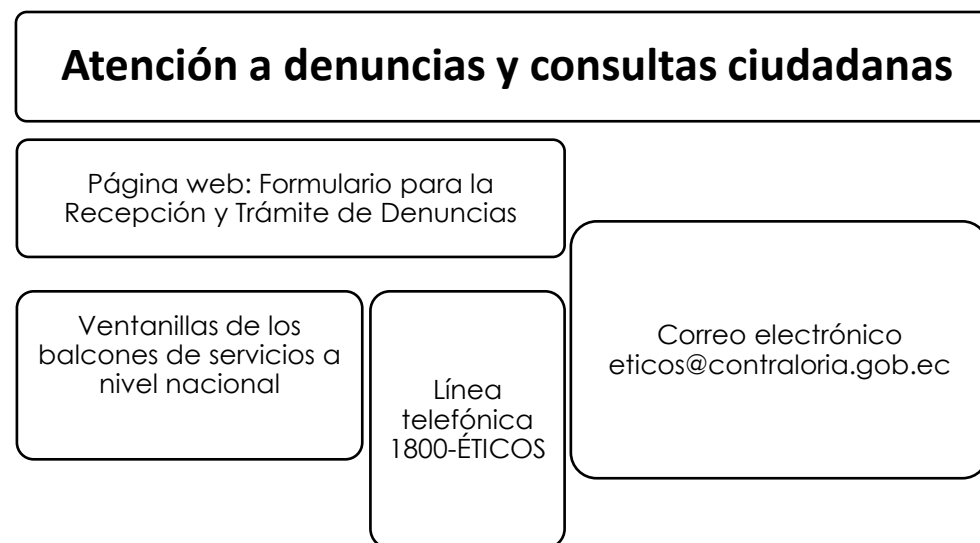 Atención a denuncias y consultas ciudadanas
Página web: Formulario para la
Recepción y Trámite de Denuncias
Ventanillas de los
balcones de servicios a
nivel nacional
Línea
telefónica
1800-ÉTICOS
Correo electrónico
eticos@contraloria.gob.ec